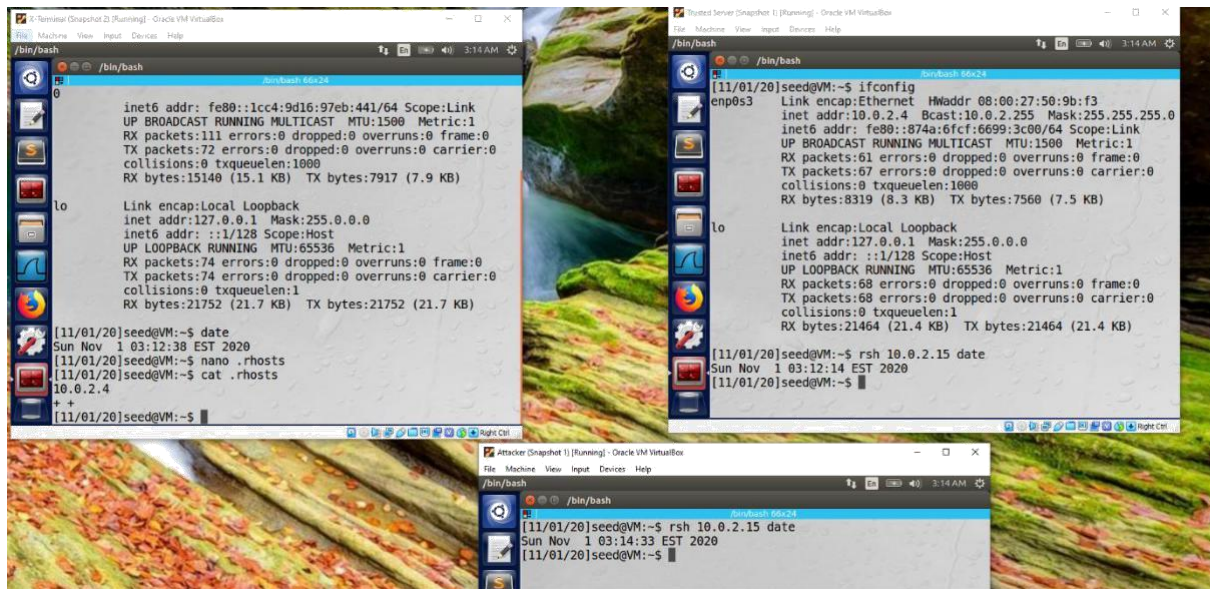 X-Terminal (Snapshot 2) [Running] - Oracle VM VirtualBox
File Machine View Input Devices Help
/bin/bash
En
3:14 AM
/bin/bash
/bin/bash 66x24
0
inet6 addr: fe80::1cc4:9d16:97eb:441/64 Scope:Link
UP BROADCAST RUNNING MULTICAST MTU:1500 Metric:1
RX packets:111 errors:0 dropped:0 overruns:0 frame:0
TX packets:72 errors:0 dropped:0 overruns:0 carrier:0
collisions:0 txqueuelen:1000
RX bytes:15140 (15.1 KB) TX bytes:7917 (7.9 KB)
lo Link encap:Local Loopback
inet addr:127.0.0.1 Mask:255.0.0.0
inet6 addr: ::1/128 Scope:Host
UP LOOPBACK RUNNING MTU:65536 Metric:1
RX packets:74 errors:0 dropped:0 overruns:0 frame:0
TX packets:74 errors:0 dropped:0 overruns:0 carrier:0
collisions:0 txqueuelen:1
RX bytes:21752 (21.7 KB) TX bytes:21752 (21.7 KB)
[11/01/20]seed@VM:~$ date
Sun Nov 1 03:12:38 EST 2020
[11/01/20]seed@VM:~$ nano .rhosts
[11/01/20]seed@VM:~$ cat .rhosts
10.0.2.4
+ +
[11/01/20]seed@VM:~$
Right Ctrl
Trusted Server (Snapshot 1) [Running] - Oracle VM VirtualBox
File Machine View Input Devices Help
/bin/bash
En
3:14 AM
/bin/bash
/bin/bash 66x24
[11/01/20]seed@VM:~$ ifconfig
enp0s3 Link encap:Ethernet HWaddr 08:00:27:50:9b:f3
inet addr:10.0.2.4 Bcast:10.0.2.255 Mask:255.255.255.0
inet6 addr: fe80::874a:6fcf:6699:3c00/64 Scope:Link
UP BROADCAST RUNNING MULTICAST MTU:1500 Metric:1
RX packets:61 errors:0 dropped:0 overruns:0 frame:0
TX packets:67 errors:0 dropped:0 overruns:0 carrier:0
collisions:0 txqueuelen:1000
RX bytes:8319 (8.3 KB) TX bytes:7560 (7.5 KB)
lo Link encap:Local Loopback
inet addr:127.0.0.1 Mask:255.0.0.0
inet6 addr: ::1/128 Scope:Host
UP LOOPBACK RUNNING MTU:65536 Metric:1
RX packets:68 errors:0 dropped:0 overruns:0 frame:0
TX packets:68 errors:0 dropped:0 overruns:0 carrier:0
collisions:0 txqueuelen:1
RX bytes:21464 (21.4 KB) TX bytes:21464 (21.4 KB)
[11/01/20]seed@VM:~$ rsh 10.0.2.15 date
Sun Nov 1 03:12:14 EST 2020
[11/01/20]seed@VM:~$
Right Ctrl
Attacker (Snapshot 1) [Running] - Oracle VM VirtualBox
File Machine View Input Devices Help
/bin/bash
En
3:14 AM
/bin/bash
/bin/bash 66x24
[11/01/20]seed@VM:~$ rsh 10.0.2.15 date
Sun Nov 1 03:14:33 EST 2020
[11/01/20]seed@VM:~$